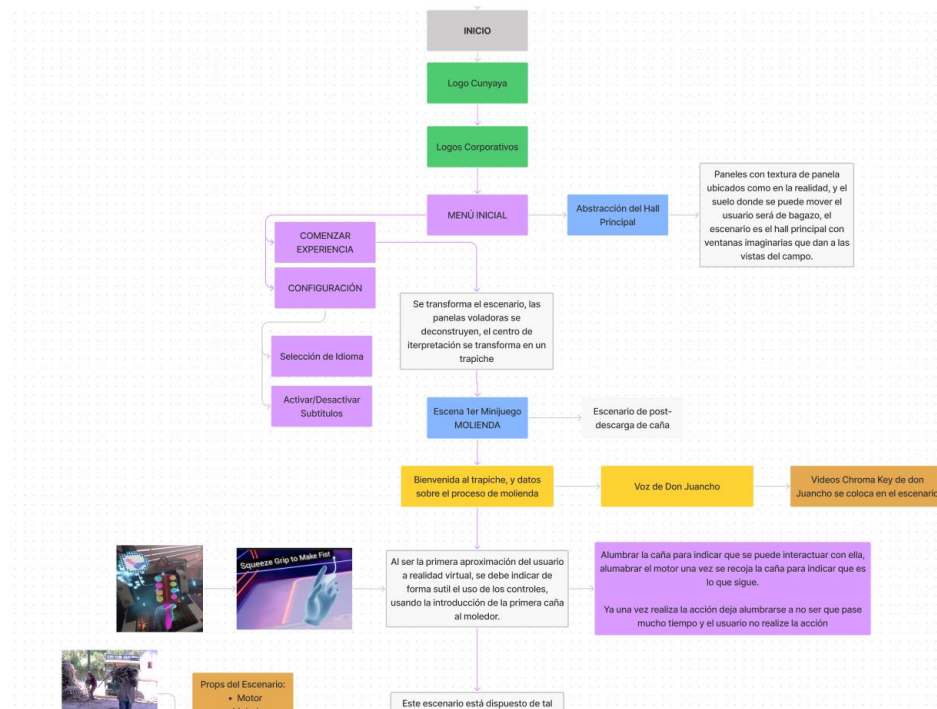 INICIO
Logo Cunyaya
Logos Corporativos
MENÚ INICIAL
Abstracción del Hall
Principal
Paneles con textura de panela
ubicados como en la realidad, y el
suelo donde se puede mover el
usuario será de bagazo, el
escenario es el hall principal con
ventanas imaginarias que dan a las
vistas del campo.
COMENZAR
EXPERIENCIA
CONFIGURACIÓN
Selección de Idioma
Activar/Desactivar
Subtítulos
Se transforma el escenario, las
panelas voladoras se
deconstruyen, el centro de
iterpretación se transforma en un
trapiche
Escena 1er Minijuego
MOLIENDA
Escenario de post-
descarga de caña
Bienvenida al trapiche, y datos
sobre el proceso de molienda
Voz de Don Juancho
Videos Chroma Key de don
Juancho se coloca en el escenario
Squeeze Grip to Make Fist
Al ser la primera aproximación del usuario
a realidad virtual, se debe indicar de
forma sutil el uso de los controles,
usando la introducción de la primera caña
al moledor.
Alumbrar la caña para indicar que se puede interactuar con ella,
alumabrar el motor una vez se recoja la caña para indicar que es
lo que sigue.
Ya una vez realiza la acción deja alumbrarse a no ser que pase
mucho tiempo y el usuario no realize la acción
Props del Escenario:
• Motor
Este escenario está dispuesto de tal